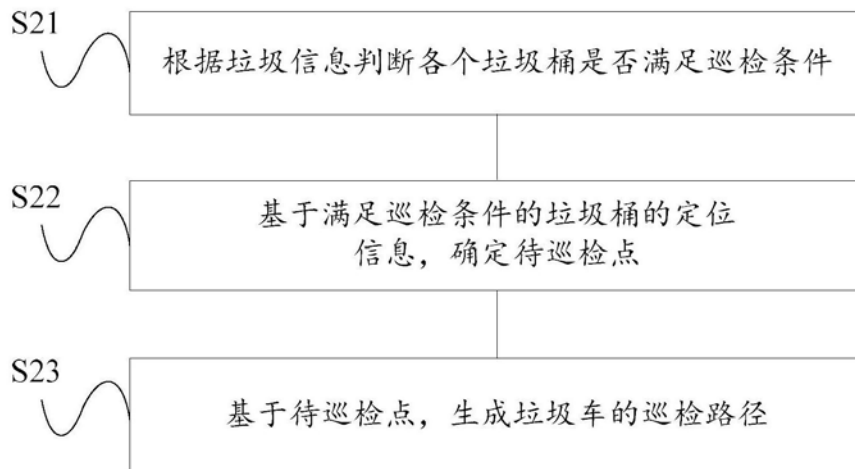 S21
根据垃圾信息判断各个垃圾桶是否满足巡检条件
S22
基于满足巡检条件的垃圾桶的定位
信息，确定待巡检点
S23
基于待巡检点，生成垃圾车的巡检路径